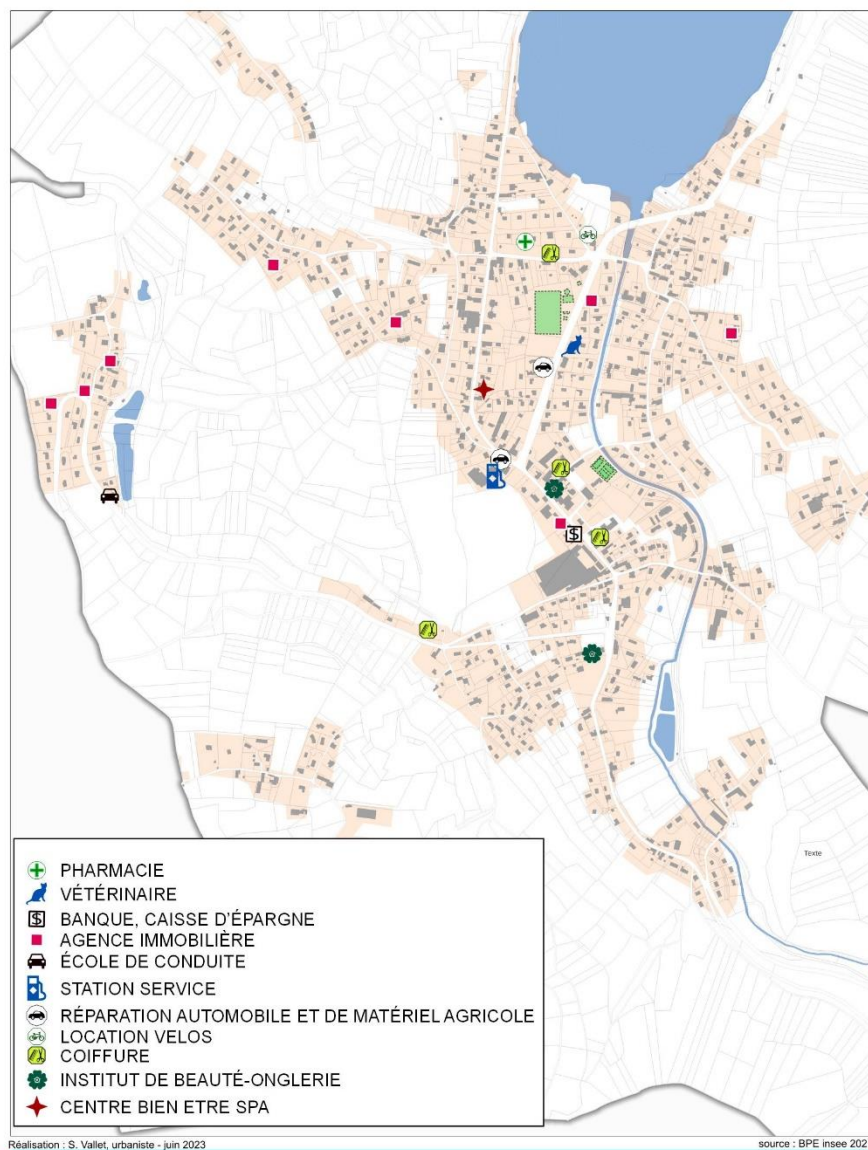 Texte
PHARMACIE
VÉTÉRINAIRE
BANQUE, CAISSE D'ÉPARGNE
AGENCE IMMOBILIÈRE
ÉCOLE DE CONDUITE
STATION SERVICE
RÉPARATION AUTOMOBILE ET DE MATÉRIEL AGRICOLE
LOCATION VELOS
COIFFURE
INSTITUT DE BEAUTÉ-ONGLERIE
CENTRE BIEN ETRE SPA
Réalisation : S. Vallet, urbaniste - juin 2023
source : BPE insee 202